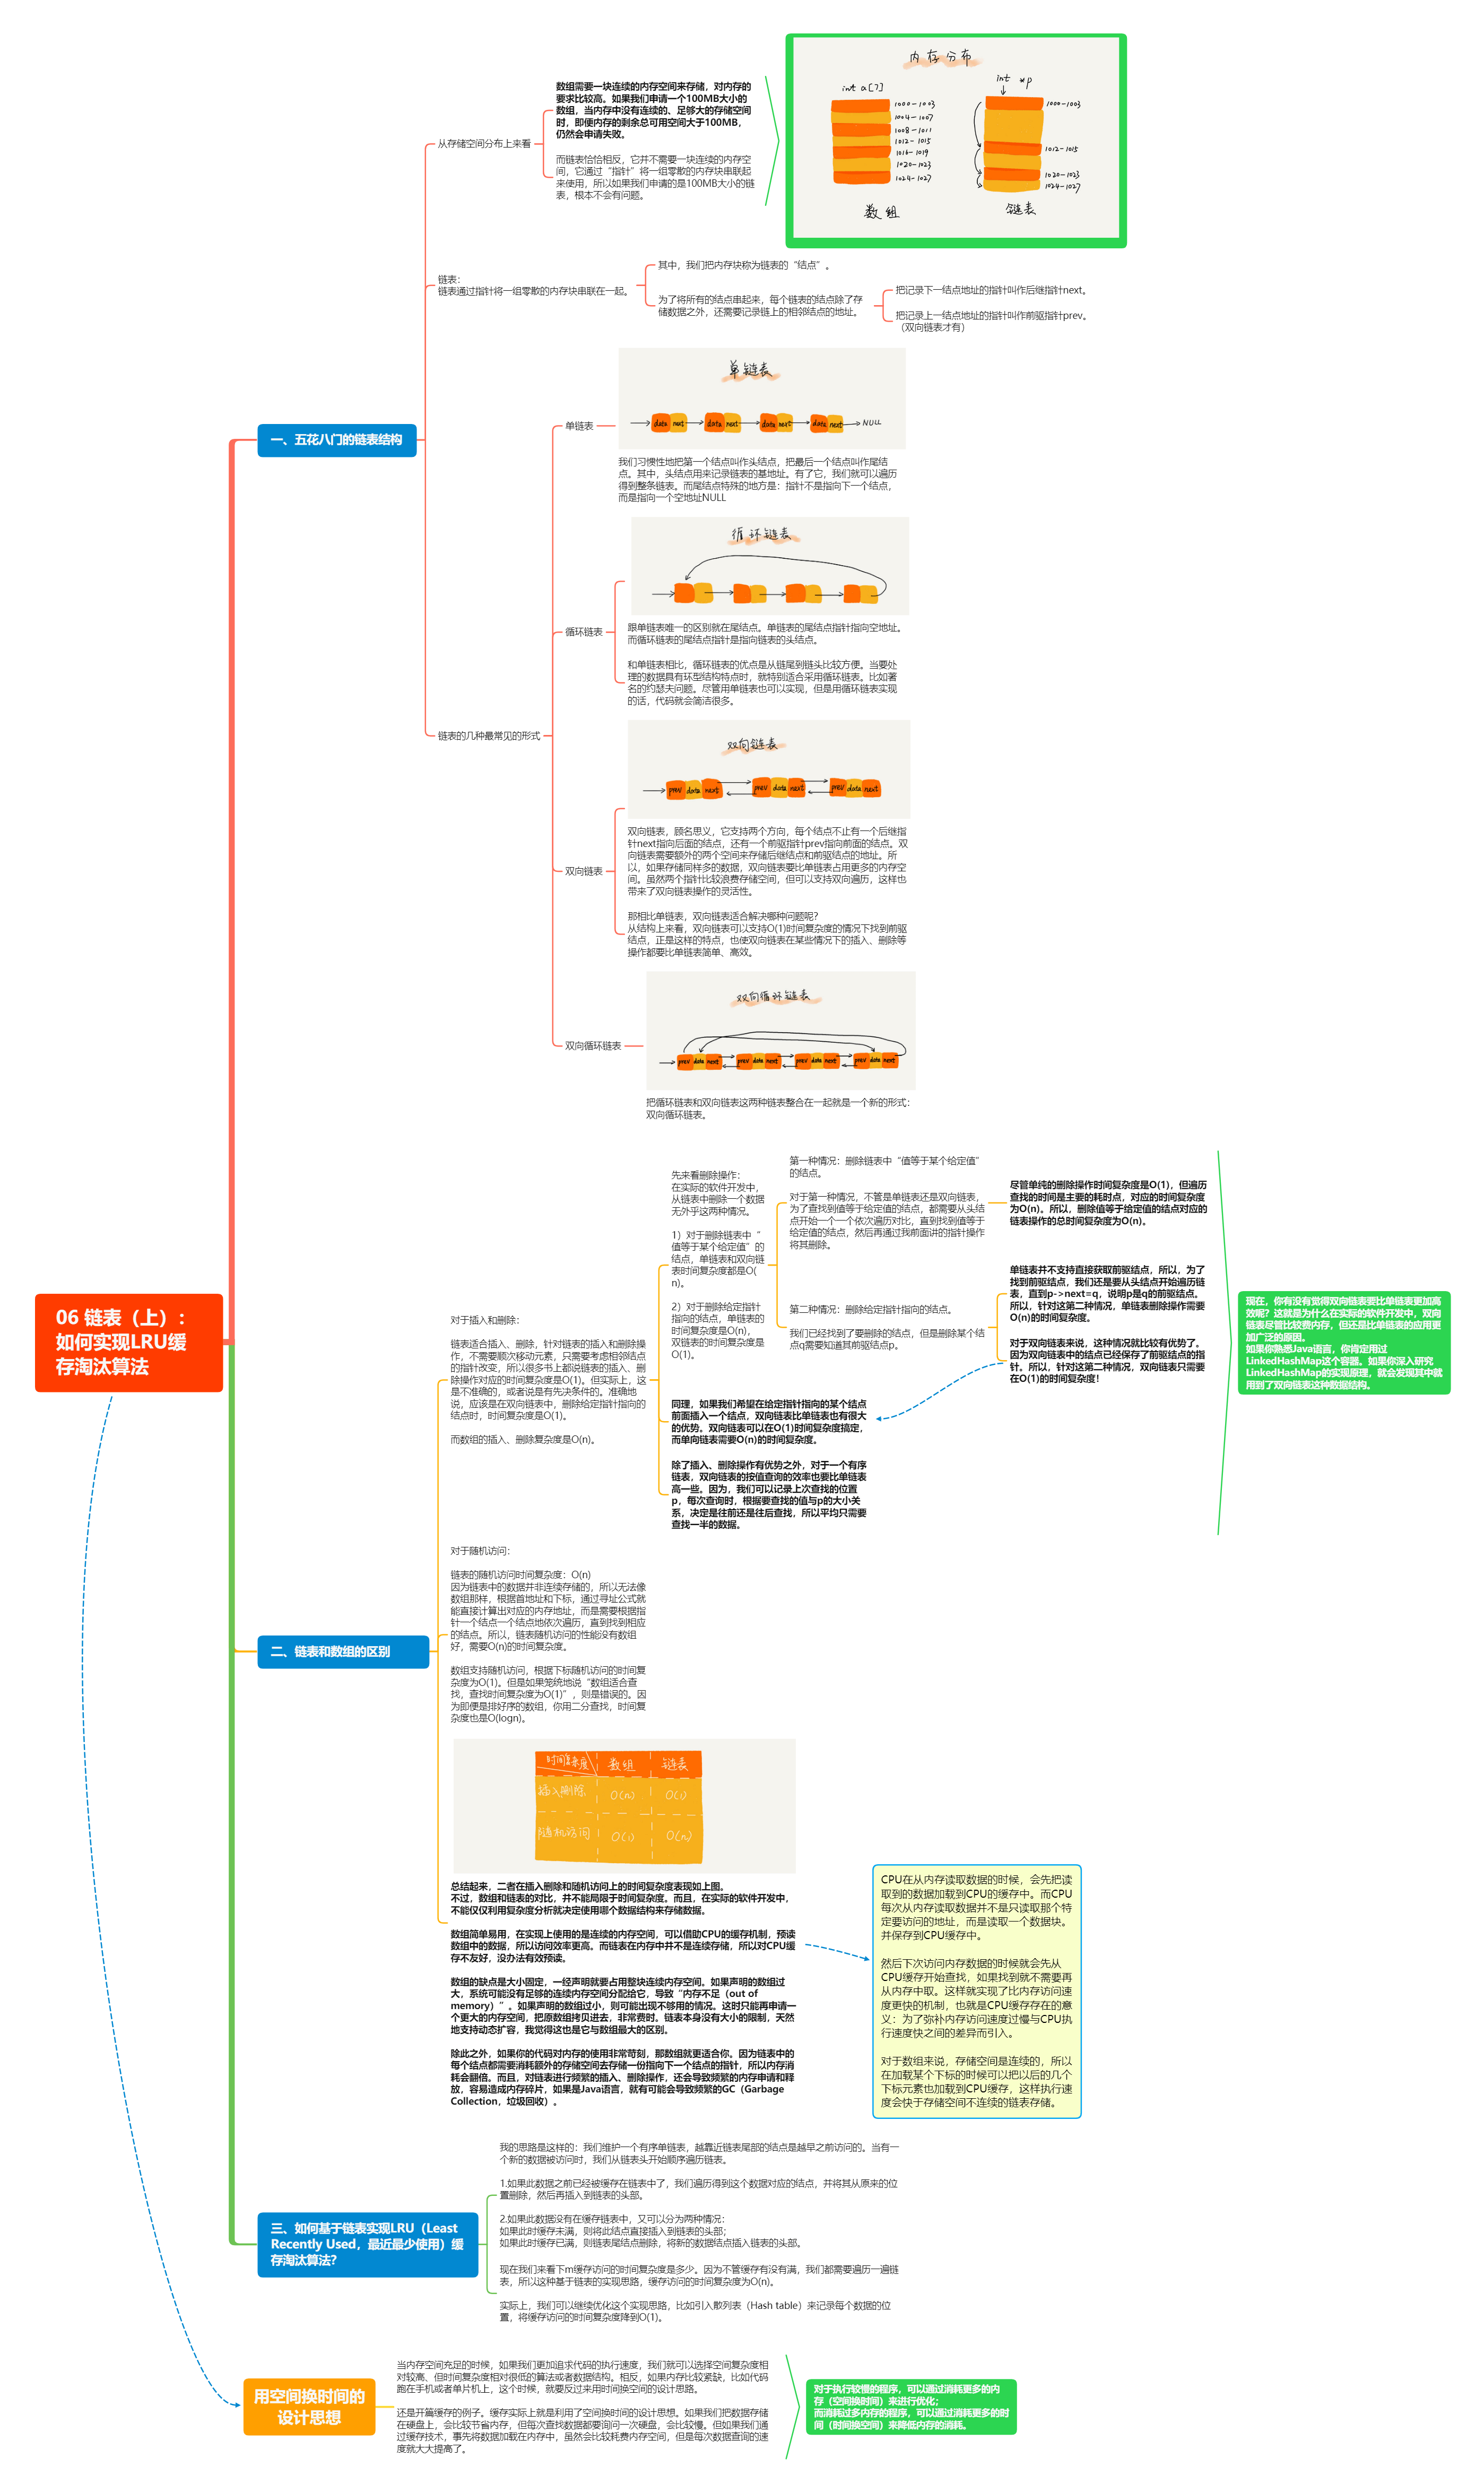 06 链表（上）：
如何实现LRU缓
存淘汰算法
一、五花八门的链表结构
从存储空间分布上来看
数组需要一块连续的内存空间来存储，对内存的
要求比较高。如果我们申请一个100MB大小的
数组，当内存中没有连续的、足够大的存储空间
时，即便内存的剩余总可用空间大于100MB，
仍然会申请失败。
而链表恰恰相反，它并不需要一块连续的内存空
间，它通过“指针”将一组零散的内存块串联起
来使用，所以如果我们申请的是100MB大小的链
表，根本不会有问题。
内存分布
int a[7]
1000-1003
1004-1007
1008-1011
1012-1015
1016-1019
1020-1023
1024-1027
数组
int *p
1000-1003
1012-1015
1020-1023
1024-1027
链表
链表：
链表通过指针将一组零散的内存块串联在一起。
其中，我们把内存块称为链表的“结点”。
为了将所有的结点串起来，每个链表的结点除了存
储数据之外，还需要记录链上的相邻结点的地址。
把记录下一结点地址的指针叫作后继指针next。
把记录上一结点地址的指针叫作前驱指针prev。
（双向链表才有）
链表的几种最常见的形式
单链表
单链表
data next data next data next data next NULL
我们习惯性地把第一个结点叫作头结点，把最后一个结点叫作尾结
点。其中，头结点用来记录链表的基地址。有了它，我们就可以遍历
得到整条链表。而尾结点特殊的地方是：指针不是指向下一个结点，
而是指向一个空地址NULL
循环链表
循环链表
跟单链表唯一的区别就在尾结点。单链表的尾结点指针指向空地址。
而循环链表的尾结点指针是指向链表的头结点。
和单链表相比，循环链表的优点是从链尾到链头比较方便。当要处
理的数据具有环型结构特点时，就特别适合采用循环链表。比如著
名的约瑟夫问题。尽管用单链表也可以实现，但是用循环链表实现
的话，代码就会简洁很多。
双向链表
双向链表
prev data next prev data next prev data next
双向链表，顾名思义，它支持两个方向，每个结点不止有一个后继指
针next指向后面的结点，还有一个前驱指针prev指向前面的结点。双
向链表需要额外的两个空间来存储后继结点和前驱结点的地址。所
以，如果存储同样多的数据，双向链表要比单链表占用更多的内存空
间。虽然两个指针比较浪费存储空间，但可以支持双向遍历，这样也
带来了双向链表操作的灵活性。
那相比单链表，双向链表适合解决哪种问题呢？
从结构上来看，双向链表可以支持O(1)时间复杂度的情况下找到前驱
结点，正是这样的特点，也使双向链表在某些情况下的插入、删除等
操作都要比单链表简单、高效。
双向循环链表
双向循环链表
prev data next prev data next prev data next prev data next
把循环链表和双向链表这两种链表整合在一起就是一个新的形式：
双向循环链表。
二、链表和数组的区别
对于插入和删除：
链表适合插入、删除，针对链表的插入和删除操
作，不需要顺次移动元素，只需要考虑相邻结点
的指针改变，所以很多书上都说链表的插入、删
除操作对应的时间复杂度是O(1)。但实际上，这
是不准确的，或者说是有先决条件的。准确地
说，应该是在双向链表中，删除给定指针指向的
结点时，时间复杂度是O(1)。
而数组的插入、删除复杂度是O(n)。
先来看删除操作：
在实际的软件开发中，
从链表中删除一个数据
无外乎这两种情况。
1）对于删除链表中“
值等于某个给定值”的
结点，单链表和双向链
表时间复杂度都是O(
n)。
2）对于删除给定指针
指向的结点，单链表的
时间复杂度是O(n)，
双链表的时间复杂度是
O(1)。
第一种情况：删除链表中“值等于某个给定值”
的结点。
对于第一种情况，不管是单链表还是双向链表，
为了查找到值等于给定值的结点，都需要从头结
点开始一个一个依次遍历对比，直到找到值等于
给定值的结点，然后再通过我前面讲的指针操作
将其删除。
尽管单纯的删除操作时间复杂度是O(1)，但遍历
查找的时间是主要的耗时点，对应的时间复杂度
为O(n)。所以，删除值等于给定值的结点对应的
链表操作的总时间复杂度为O(n)。
第二种情况：删除给定指针指向的结点。
我们已经找到了要删除的结点，但是删除某个结
点q需要知道其前驱结点p。
单链表并不支持直接获取前驱结点，所以，为了
找到前驱结点，我们还是要从头结点开始遍历链
表，直到p->next=q，说明p是q的前驱结点。
所以，针对这第二种情况，单链表删除操作需要
O(n)的时间复杂度。
对于双向链表来说，这种情况就比较有优势了。
因为双向链表中的结点已经保存了前驱结点的指
针。所以，针对这第二种情况，双向链表只需要
在O(1)的时间复杂度！
同理，如果我们希望在给定指针指向的某个结点
前面插入一个结点，双向链表比单链表也有很大
的优势。双向链表可以在O(1)时间复杂度搞定，
而单向链表需要O(n)的时间复杂度。
除了插入、删除操作有优势之外，对于一个有序
链表，双向链表的按值查询的效率也要比单链表
高一些。因为，我们可以记录上次查找的位置
p，每次查询时，根据要查找的值与p的大小关
系，决定是往前还是往后查找，所以平均只需要
查找一半的数据。
现在，你有没有觉得双向链表要比单链表更加高
效呢？这就是为什么在实际的软件开发中，双向
链表尽管比较费内存，但还是比单链表的应用更
加广泛的原因。
如果你熟悉Java语言，你肯定用过
LinkedHashMap这个容器。如果你深入研究
LinkedHashMap的实现原理，就会发现其中就
用到了双向链表这种数据结构。
对于随机访问：
链表的随机访问时间复杂度：O(n)
因为链表中的数据并非连续存储的，所以无法像
数组那样，根据首地址和下标，通过寻址公式就
能直接计算出对应的内存地址，而是需要根据指
针一个结点一个结点地依次遍历，直到找到相应
的结点。所以，链表随机访问的性能没有数组
好，需要O(n)的时间复杂度。
数组支持随机访问，根据下标随机访问的时间复
杂度为O(1)。但是如果笼统地说“数组适合查
找，查找时间复杂度为O(1)”，则是错误的。因
为即便是排好序的数组，你用二分查找，时间复
杂度也是O(logn)。
时间复杂度 数组 链表
插入删除 O(n) O(1)
随机访问 O(1) O(n)
总结起来，二者在插入删除和随机访问上的时间复杂度表现如上图。
不过，数组和链表的对比，并不能局限于时间复杂度。而且，在实际的软件开发中，
不能仅仅利用复杂度分析就决定使用哪个数据结构来存储数据。
数组简单易用，在实现上使用的是连续的内存空间，可以借助CPU的缓存机制，预读
数组中的数据，所以访问效率更高。而链表在内存中并不是连续存储，所以对CPU缓
存不友好，没办法有效预读。
数组的缺点是大小固定，一经声明就要占用整块连续内存空间。如果声明的数组过
大，系统可能没有足够的连续内存空间分配给它，导致“内存不足（out of
memory）”。如果声明的数组过小，则可能出现不够用的情况。这时只能再申请一
个更大的内存空间，把原数组拷贝进去，非常费时。链表本身没有大小的限制，天然
地支持动态扩容，我觉得这也是它与数组最大的区别。
除此之外，如果你的代码对内存的使用非常苛刻，那数组就更适合你。因为链表中的
每个结点都需要消耗额外的存储空间去存储一份指向下一个结点的指针，所以内存消
耗会翻倍。而且，对链表进行频繁的插入、删除操作，还会导致频繁的内存申请和释
放，容易造成内存碎片，如果是Java语言，就有可能会导致频繁的GC（Garbage
Collection，垃圾回收）。
CPU在从内存读取数据的时候，会先把读
取到的数据加载到CPU的缓存中。而CPU
每次从内存读取数据并不是只读取那个特
定要访问的地址，而是读取一个数据块。
并保存到CPU缓存中。
然后下次访问内存数据的时候就会先从
CPU缓存开始查找，如果找到就不需要再
从内存中取。这样就实现了比内存访问速
度更快的机制，也就是CPU缓存存在的意
义：为了弥补内存访问速度过慢与CPU执
行速度快之间的差异而引入。
对于数组来说，存储空间是连续的，所以
在加载某个下标的时候可以把以后的几个
下标元素也加载到CPU缓存，这样执行速
度会快于存储空间不连续的链表存储。
三、如何基于链表实现LRU（Least
Recently Used，最近最少使用）缓
存淘汰算法？
我的思路是这样的：我们维护一个有序单链表，越靠近链表尾部的结点是越早之前访问的。当有一
个新的数据被访问时，我们从链表头开始顺序遍历链表。
1.如果此数据之前已经被缓存在链表中了，我们遍历得到这个数据对应的结点，并将其从原来的位
置删除，然后再插入到链表的头部。
2.如果此数据没有在缓存链表中，又可以分为两种情况：
如果此时缓存未满，则将此结点直接插入到链表的头部；
如果此时缓存已满，则链表尾结点删除，将新的数据结点插入链表的头部。
现在我们来看下m缓存访问的时间复杂度是多少。因为不管缓存有没有满，我们都需要遍历一遍链
表，所以这种基于链表的实现思路，缓存访问的时间复杂度为O(n)。
实际上，我们可以继续优化这个实现思路，比如引入散列表（Hash table）来记录每个数据的位
置，将缓存访问的时间复杂度降到O(1)。
用空间换时间的
设计思想
当内存空间充足的时候，如果我们更加追求代码的执行速度，我们就可以选择空间复杂度相
对较高、但时间复杂度相对很低的算法或者数据结构。相反，如果内存比较紧缺，比如代码
跑在手机或者单片机上，这个时候，就要反过来用时间换空间的设计思路。
还是开篇缓存的例子。缓存实际上就是利用了空间换时间的设计思想。如果我们把数据存储
在硬盘上，会比较节省内存，但每次查找数据都要询问一次硬盘，会比较慢。但如果我们通
过缓存技术，事先将数据加载在内存中，虽然会比较耗费内存空间，但是每次数据查询的速
度就大大提高了。
对于执行较慢的程序，可以通过消耗更多的内
存（空间换时间）来进行优化；
而消耗过多内存的程序，可以通过消耗更多的时
间（时间换空间）来降低内存的消耗。